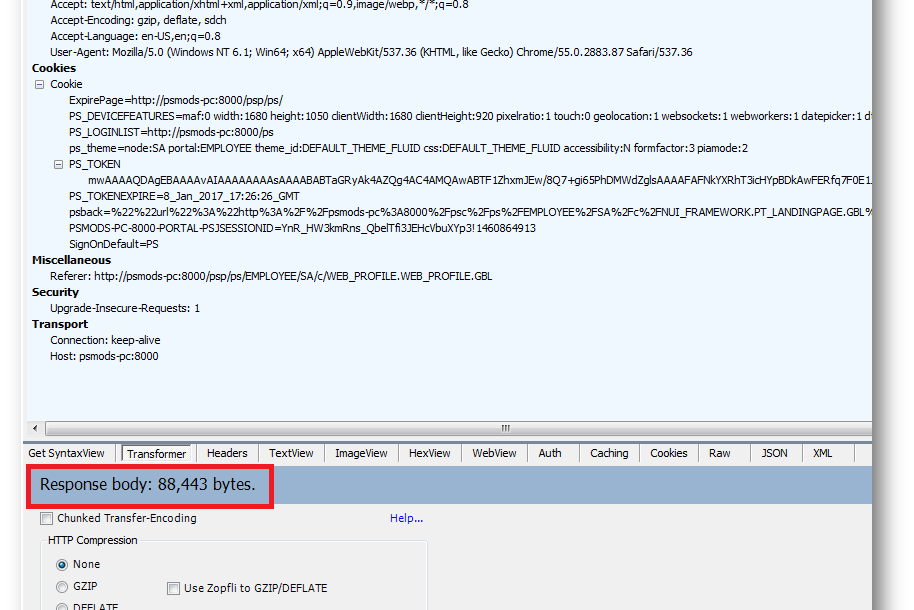 Accept: text/html,application/xhtml+xml,application/xml;q=0.9,image/webp,*/*;q=0.8
Accept-Encoding: gzip, deflate, sdch
Accept-Language: en-US,en;q=0.8
User-Agent: Mozilla/5.0 (Windows NT 6.1; Win64; x64) AppleWebKit/537.36 (KHTML, like Gecko) Chrome/55.0.2883.87 Safari/537.36
Cookies
Cookie
ExpirePage=http://psmods-pc:8000/psp/ps/
PS_DEVICEFEATURES=maf:0 width:1680 height:1050 clientWidth:1680 clientHeight:920 pixelratio:1 touch:0 geolocation:1 websockets:1 webworkers:1 datepicker:1 d
PS_LOGINLIST=http://psmods-pc:8000/ps
ps_theme=node:SA portal:EMPLOYEE theme_id:DEFAULT_THEME_FLUID css:DEFAULT_THEME_FLUID accessibility:N formfactor:3 piamode:2
PS_TOKEN
mwAAAAQDAgEBAAAAvAIAAAAAAAAsAAAABABTaGRyAk4AZQg4AC4AMQAwABTF1ZhxmJEw/8Q7+gi65PhDMWdZglsAAAAFAFNkYXRhT3icHYpBDkAwFERfq7F0E1
PS_TOKENEXPIRE=8_Jan_2017_17:26:26_GMT
psback=%22%22url%22%3A%22http%3A%2F%2Fpsmods-pc%3A8000%2Fpsc%2Fps%2FEMPLOYEE%2FSA%2Fc%2FNUI_FRAMEWORK.PT_LANDINGPAGE.GBL%
PSMODS-PC-8000-PORTAL-PSJSESSIONID=YnR_HW3kmRns_QbelTfi3JEHcVbuXYp3!1460864913
SignOnDefault=PS
Miscellaneous
Referer: http://psmods-pc:8000/psp/ps/EMPLOYEE/SA/c/WEB_PROFILE.WEB_PROFILE.GBL
Security
Upgrade-Insecure-Requests: 1
Transport
Connection: keep-alive
Host: psmods-pc:8000
Get SyntaxView Transformer Headers TextView ImageView HexView WebView Auth Caching Cookies Raw JSON XML
Response body: 88,443 bytes.
Chunked Transfer-Encoding Help...
HTTP Compression
None
GZIP Use Zopfli to GZIP/DEFLATE
DEFLATE